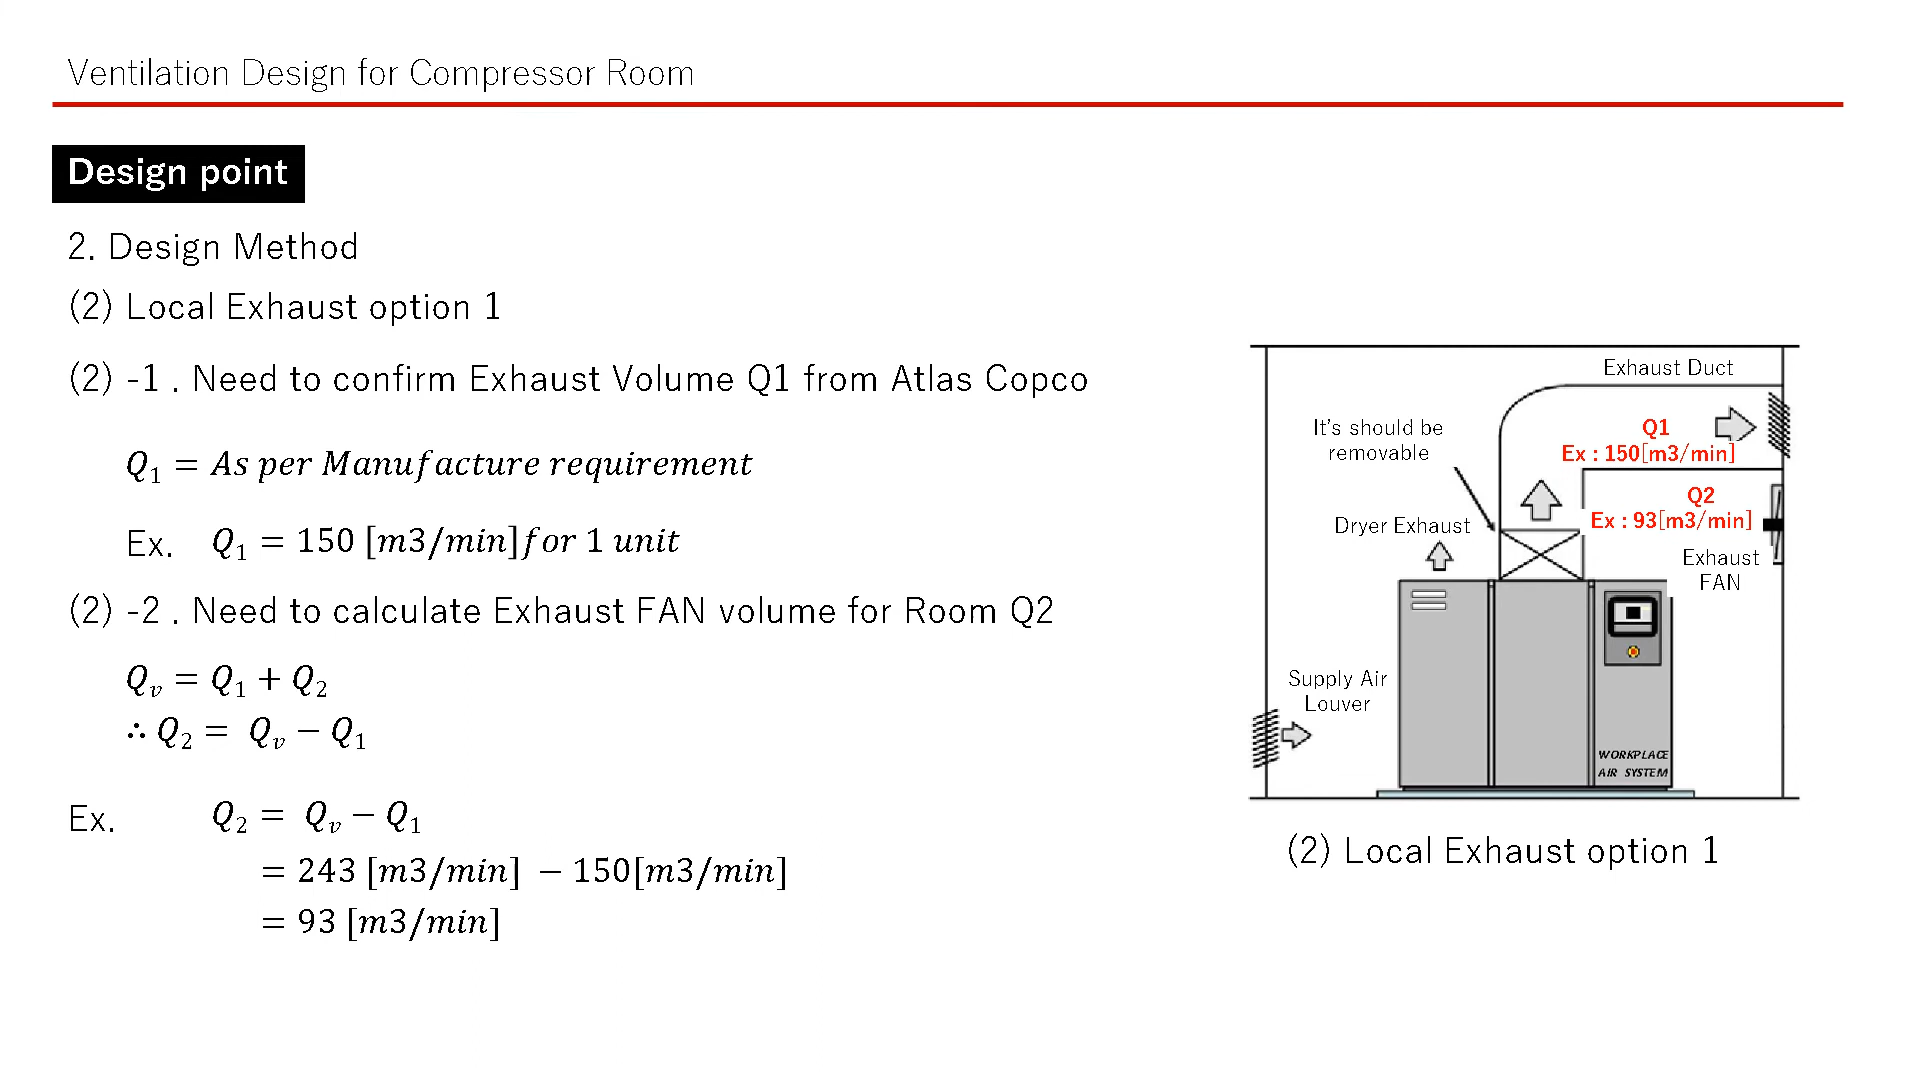 Ventilation Design for Compressor Room
Design point
2. Design Method
(2) Local Exhaust option 1
(2) -1 . Need to confirm Exhaust Volume Q1 from Atlas Copco
Q₁ = As per Manufacture requirement
Ex. Q₁ = 150 [m3/min]for 1 unit
(2) -2 . Need to calculate Exhaust FAN volume for Room Q2
Qᵥ = Q₁ + Q₂
∴ Q₂ = Qᵥ − Q₁
Ex. Q₂ = Qᵥ − Q₁
= 243 [m3/min] − 150[m3/min]
= 93 [m3/min]
Exhaust Duct
It's should be
removable
Q1
Ex : 150[m3/min]
Q2
Ex : 93[m3/min]
Dryer Exhaust
Exhaust
FAN
Supply Air
Louver
WORKPLACE
AIR SYSTEM
(2) Local Exhaust option 1